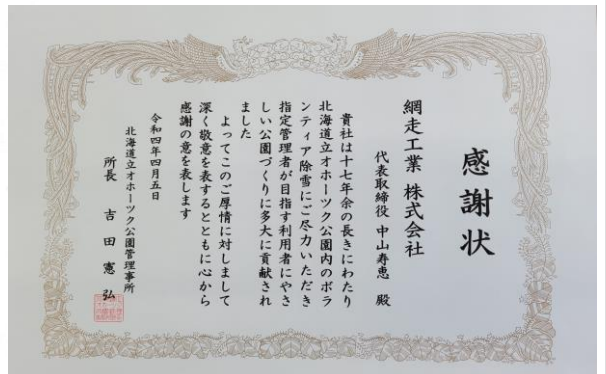 感謝状
網走工業 株式会社
代表取締役 中山寿恵 殿
貴社は十七年余の長きにわたり
北海道立オホーツク公園内のボラ
ンティア除雪にご尽力いただき
指定管理者が目指す利用者にやさ
しい公園づくりに多大に貢献され
ました
よってこのご厚情に対しまして
深く敬意を表するとともに心から
感謝の意を表します
令和四年四月五日
北海道立オホーツク公園管理事務所
所長 吉田憲弘